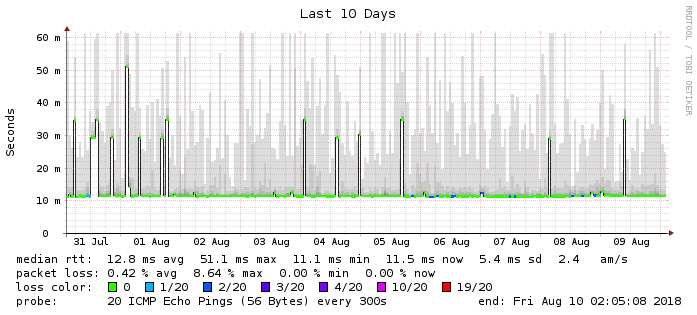 Last 10 Days
RRDTOOL / TOBI OETIKER
Seconds
60 m
50 m
40 m
30 m
20 m
10 m
0
31 Jul 01 Aug 02 Aug 03 Aug 04 Aug 05 Aug 06 Aug 07 Aug 08 Aug 09 Aug
median rtt: 12.8 ms avg 51.1 ms max 11.1 ms min 11.5 ms now 5.4 ms sd 2.4 am/s
packet loss: 0.42 % avg 8.64 % max 0.00 % min 0.00 % now
loss color: 0 1/20 2/20 3/20 4/20 10/20 19/20
probe: 20 ICMP Echo Pings (56 Bytes) every 300s end: Fri Aug 10 02:05:08 2018